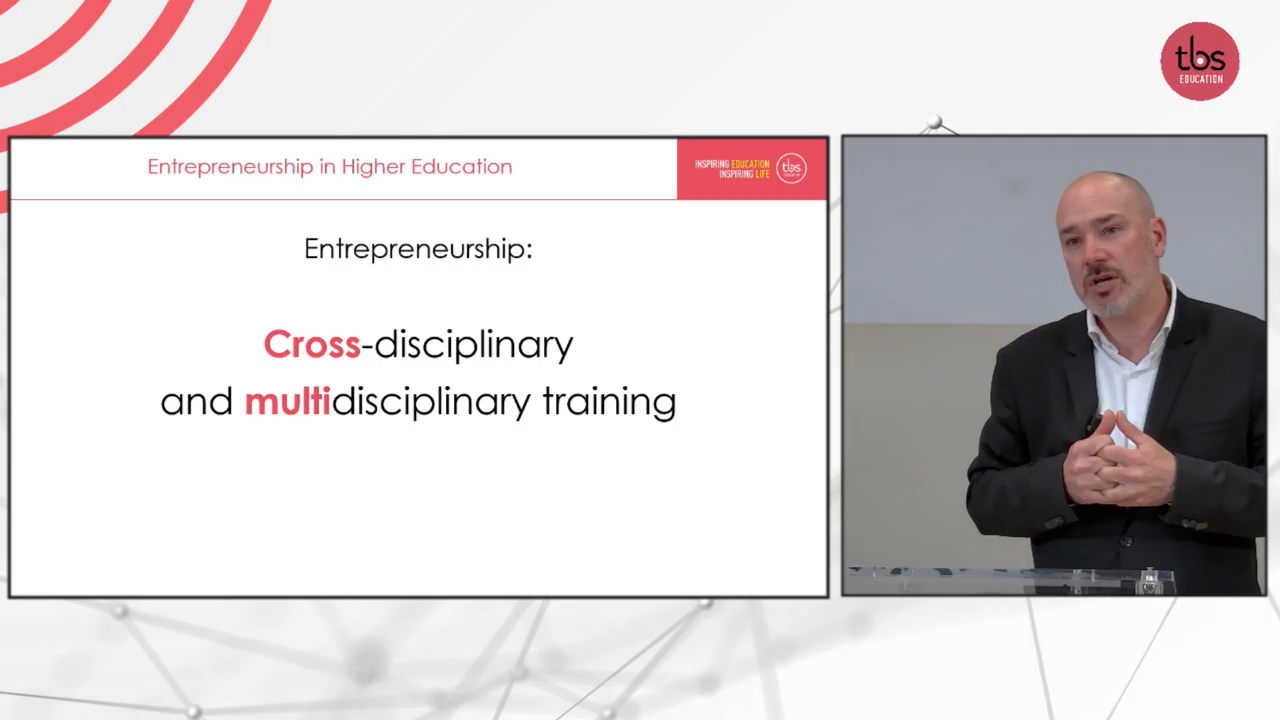 tbs
EDUCATION
Entrepreneurship in Higher Education
INSPIRING EDUCATION
INSPIRING LIFE
tbs
Entrepreneurship:
Cross-disciplinary
and multidisciplinary training